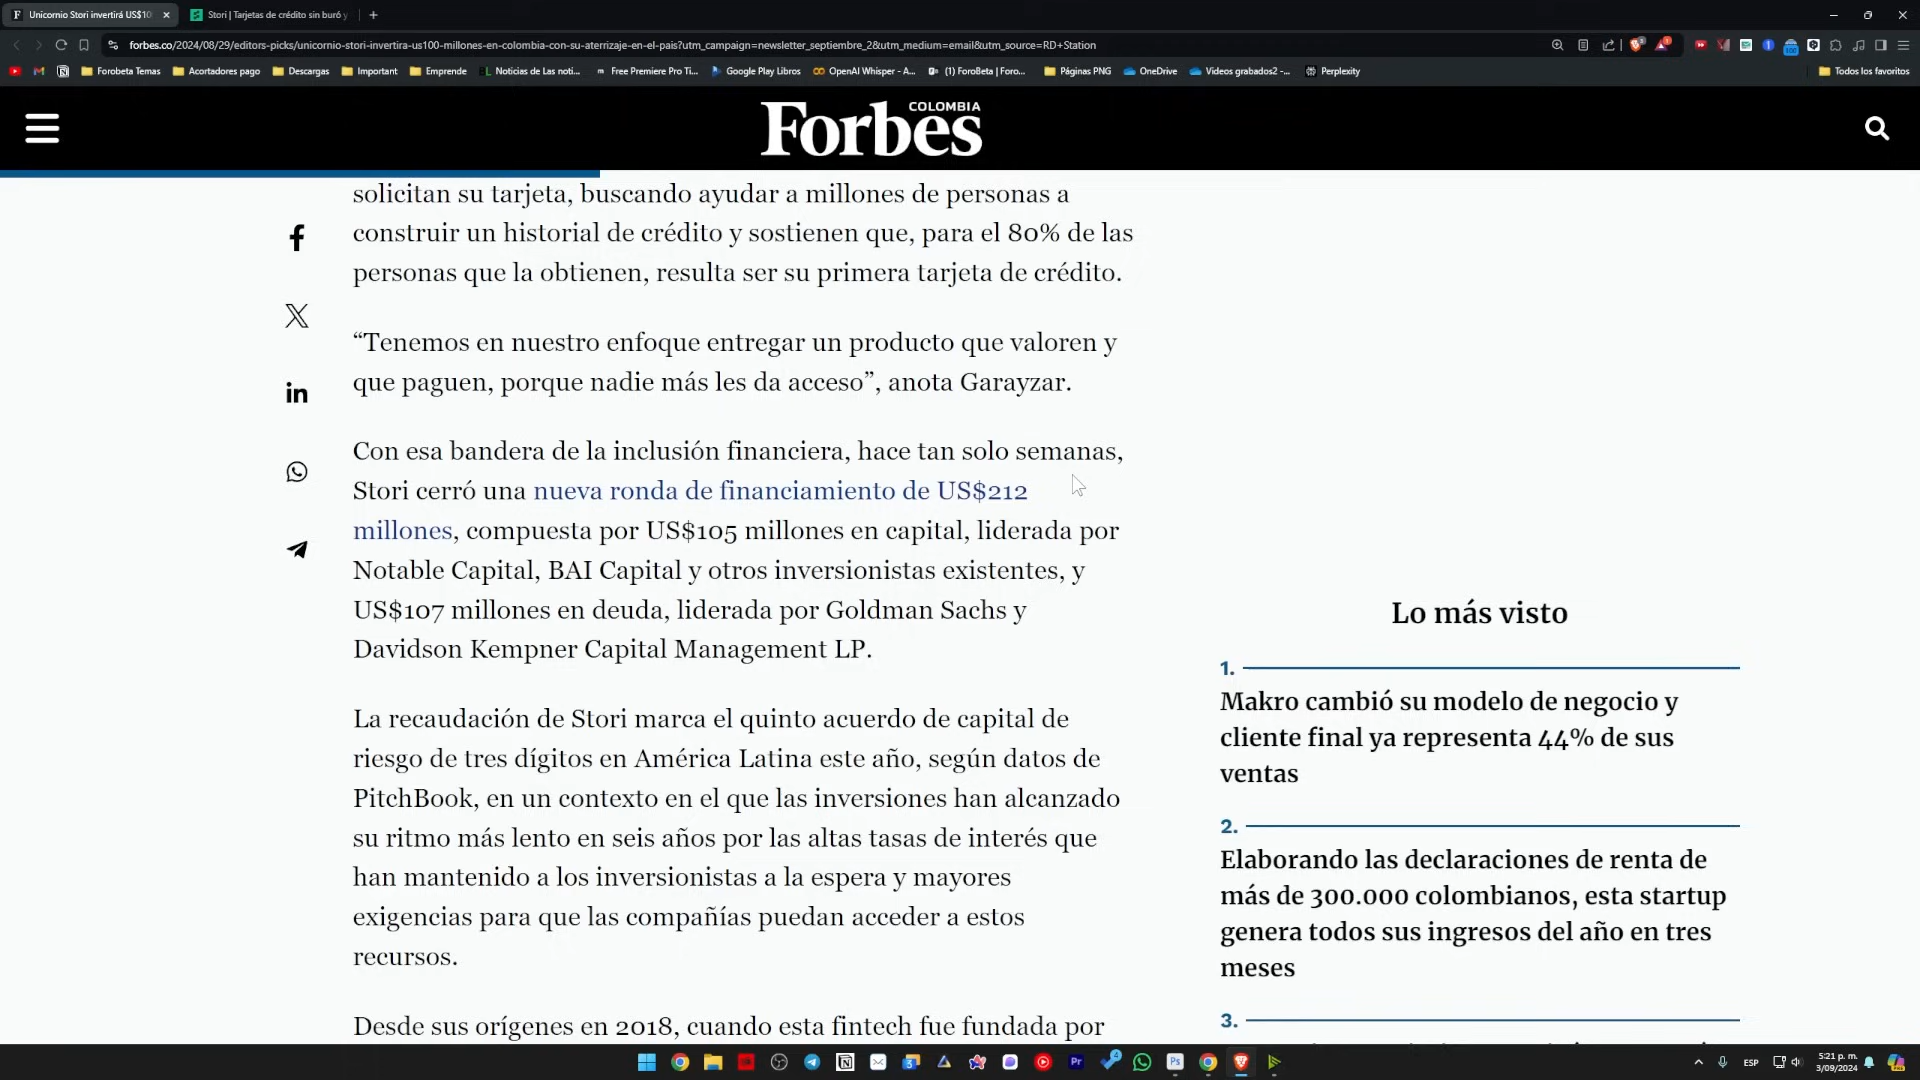 Unicornio Stori invertirá US$10
Stori | Tarjetas de crédito sin buró y
forbes.co/2024/08/29/editors-picks/unicornio-stori-invertira-us100-millones-en-colombia-con-su-aterrizaje-en-el-pais?utm_campaign=newsletter_septiembre_2&utm_medium=email&utm_source=RD+Station
Forobeta Temas
Acortadores pago
Descargas
Important
Emprende
Noticias de Las noti...
Free Premiere Pro Ti...
Google Play Libros
OpenAI Whisper - A...
(1) ForoBeta | Foro...
Páginas PNG
OneDrive
Videos grabados2 -...
Perplexity
Todos los favoritos
COLOMBIA
Forbes
solicitan su tarjeta, buscando ayudar a millones de personas a
construir un historial de crédito y sostienen que, para el 80% de las
personas que la obtienen, resulta ser su primera tarjeta de crédito.
“Tenemos en nuestro enfoque entregar un producto que valoren y
que paguen, porque nadie más les da acceso”, anota Garayzar.
Con esa bandera de la inclusión financiera, hace tan solo semanas,
Stori cerró una nueva ronda de financiamiento de US$212
millones, compuesta por US$105 millones en capital, liderada por
Notable Capital, BAI Capital y otros inversionistas existentes, y
US$107 millones en deuda, liderada por Goldman Sachs y
Davidson Kempner Capital Management LP.
La recaudación de Stori marca el quinto acuerdo de capital de
riesgo de tres dígitos en América Latina este año, según datos de
PitchBook, en un contexto en el que las inversiones han alcanzado
su ritmo más lento en seis años por las altas tasas de interés que
han mantenido a los inversionistas a la espera y mayores
exigencias para que las compañías puedan acceder a estos
recursos.
Desde sus orígenes en 2018, cuando esta fintech fue fundada por
Lo más visto
1.
Makro cambió su modelo de negocio y
cliente final ya representa 44% de sus
ventas
2.
Elaborando las declaraciones de renta de
más de 300.000 colombianos, esta startup
genera todos sus ingresos del año en tres
meses
3.
ESP
5:21 p. m.
3/09/2024